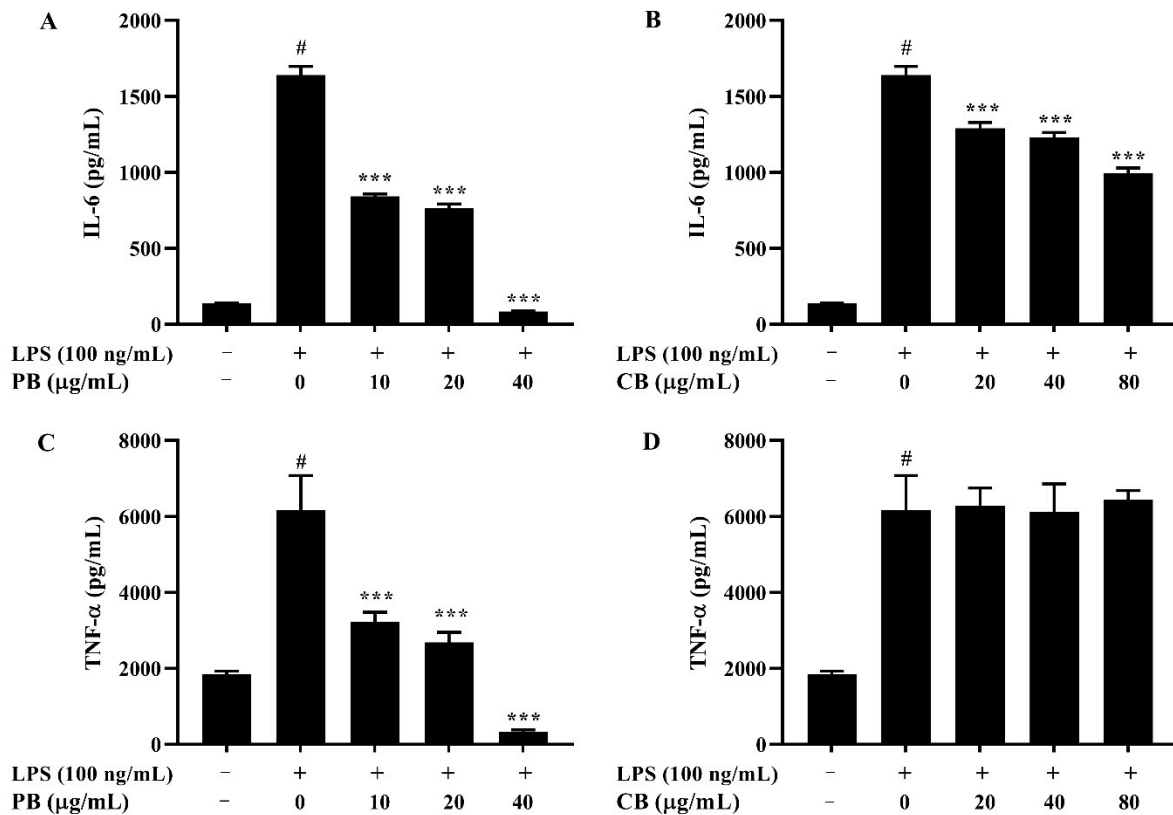 A
IL-6 (pg/mL)
2000
1500
1000
500
0
#
***
***
***
LPS (100 ng/mL) − + + + +
PB (μg/mL) − 0 10 20 40
B
IL-6 (pg/mL)
2000
1500
1000
500
0
#
***
***
***
LPS (100 ng/mL) − + + + +
CB (μg/mL) − 0 20 40 80
C
TNF-α (pg/mL)
8000
6000
4000
2000
0
#
***
***
***
LPS (100 ng/mL) − + + + +
PB (μg/mL) − 0 10 20 40
D
TNF-α (pg/mL)
8000
6000
4000
2000
0
#
LPS (100 ng/mL) − + + + +
CB (μg/mL) − 0 20 40 80